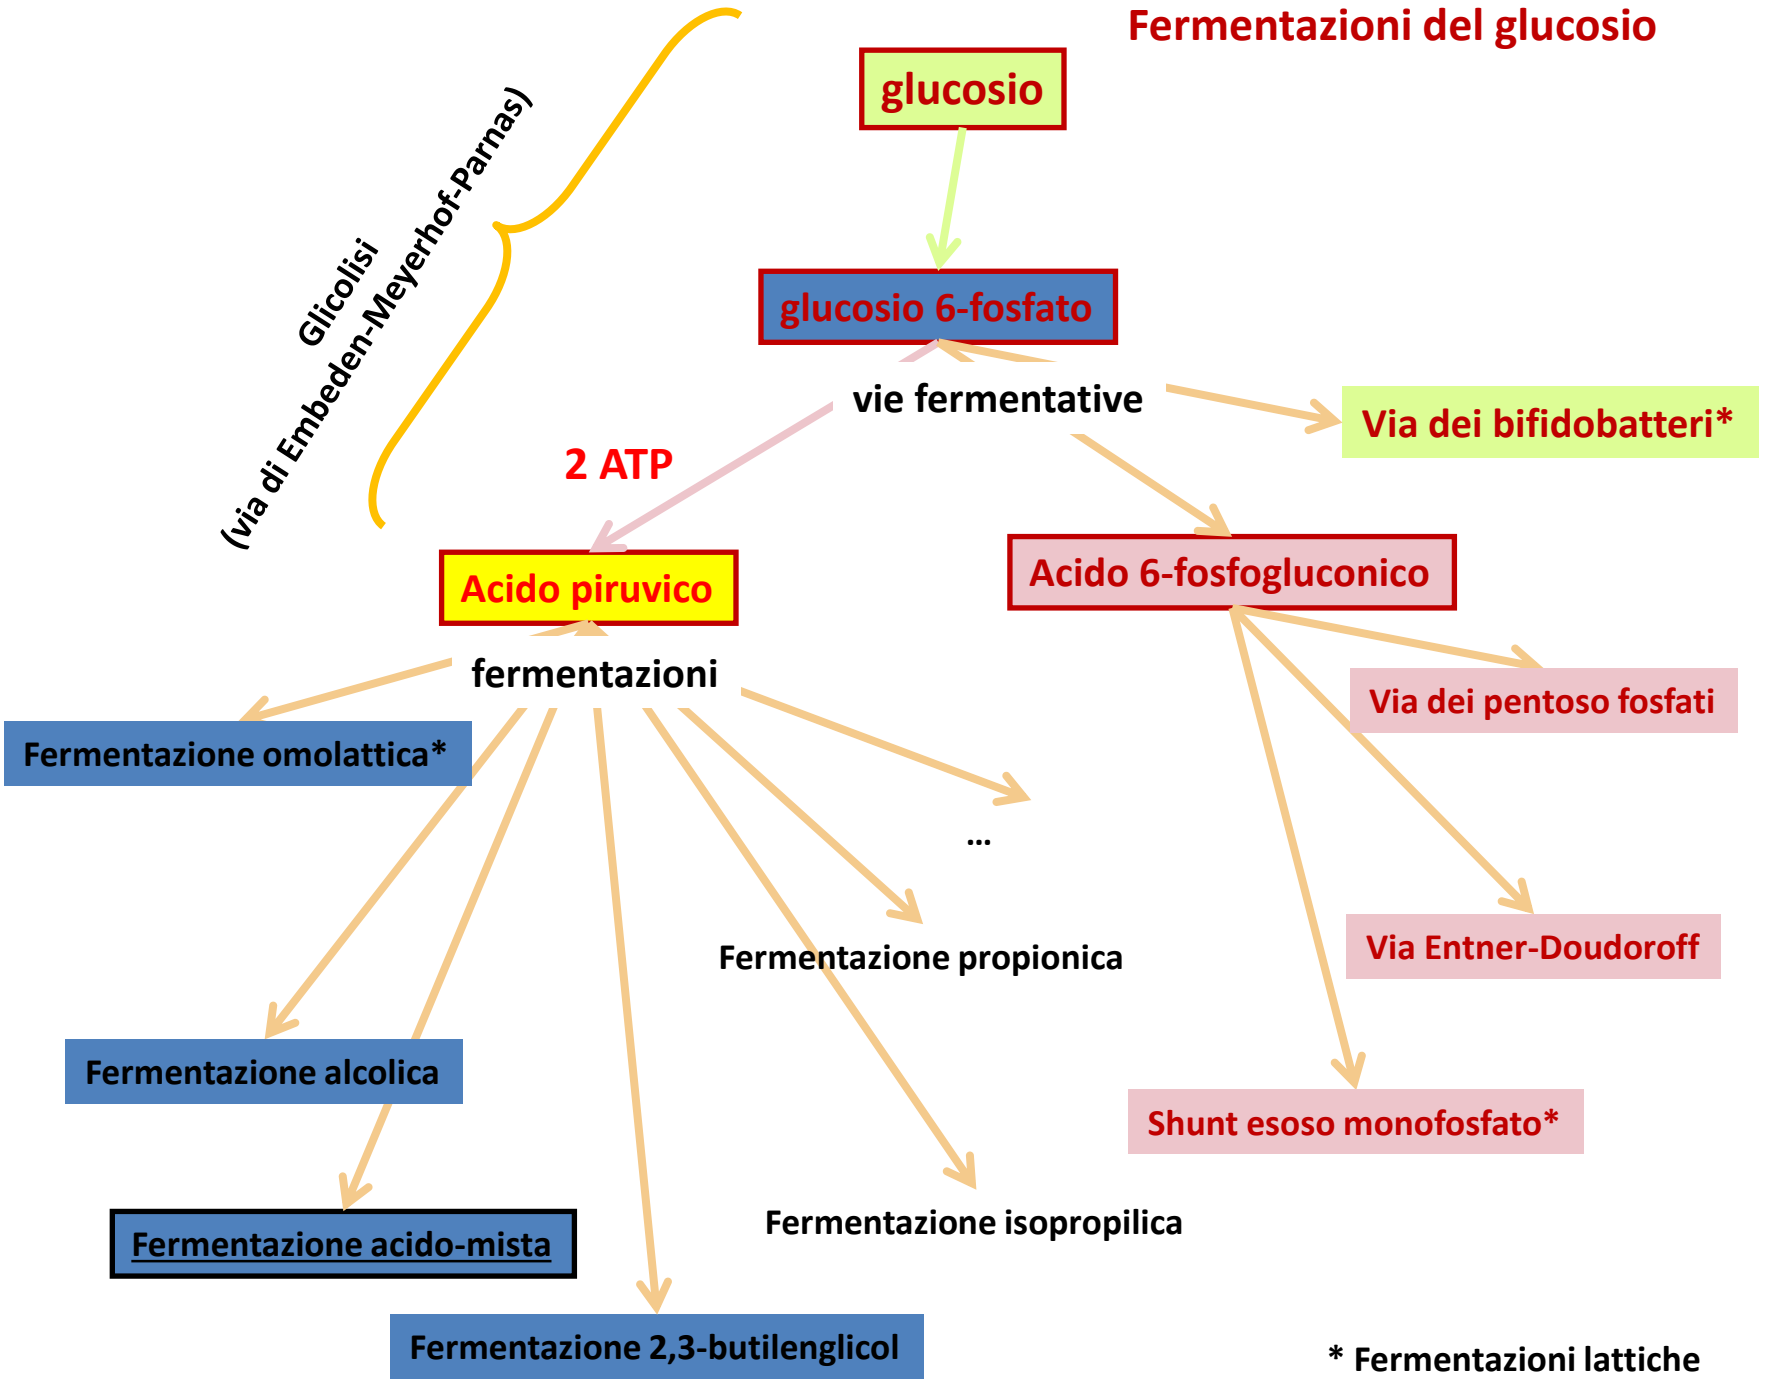 Fermentazioni del glucosio
glucosio
Glicolisi
(via di Embeden-Meyerhof-Parnas)
glucosio 6-fosfato
vie fermentative
Via dei bifidobatteri*
2 ATP
Acido piruvico
Acido 6-fosfogluconico
fermentazioni
Via dei pentoso fosfati
Fermentazione omolattica*
...
Fermentazione propionica
Via Entner-Doudoroff
Fermentazione alcolica
Shunt esoso monofosfato*
Fermentazione isopropilica
Fermentazione acido-mista
Fermentazione 2,3-butilenglicol
* Fermentazioni lattiche